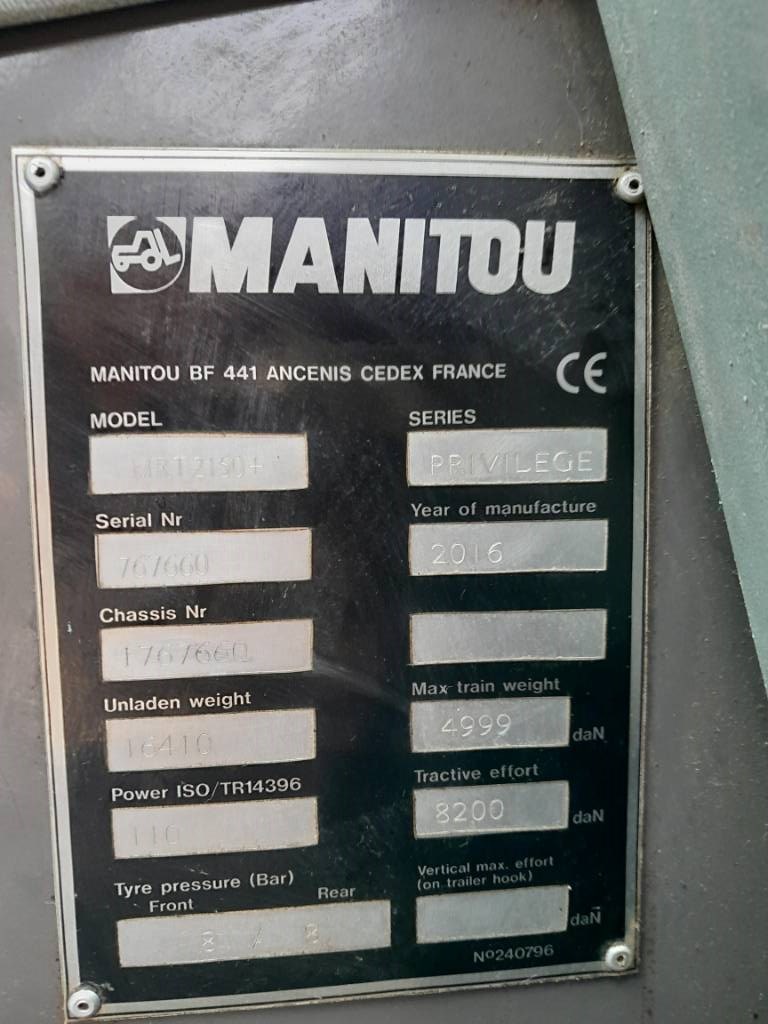 MANITOU
MANITOU BF 441 ANCENIS CEDEX FRANCE CE
MODEL SERIES
MRT2150+ PRIVILEGE
Serial Nr Year of manufacture
767660 2016
Chassis Nr
1767660
Unladen weight Max train weight
16410 4999 daN
Power ISO/TR14396 Tractive effort
110 8200 daN
Tyre pressure (Bar) Vertical max. effort
Front Rear (on trailer hook)
8 / 8 daN
Nº240796